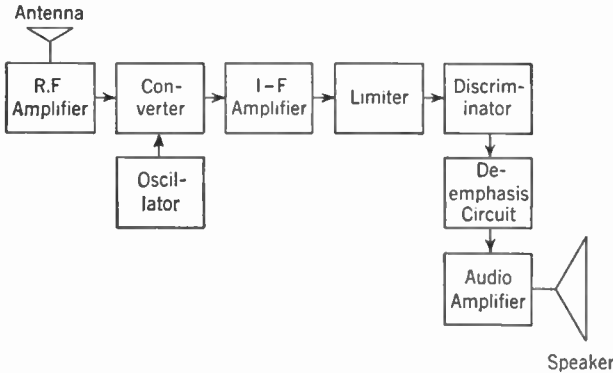 Antenna
R.F
Amplifier
Con-
verter
I-F
Amplifier
Limiter
Discrim-
inator
Oscil-
lator
De-
emphasis
Circuit
Audio
Amplifier
Speaker